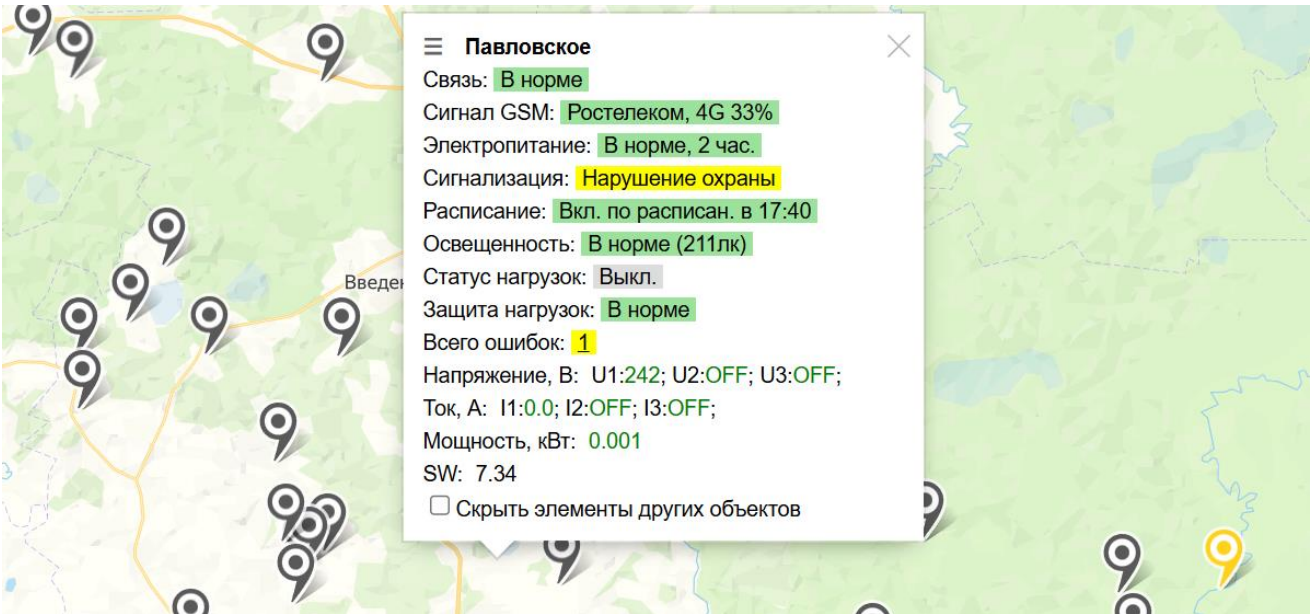 Павловское
Связь: В норме
Сигнал GSM: Ростелеком, 4G 33%
Электропитание: В норме, 2 час.
Сигнализация: Нарушение охраны
Расписание: Вкл. по расписан. в 17:40
Освещенность: В норме (211лк)
Статус нагрузок: Выкл.
Введен
Защита нагрузок: В норме
Всего ошибок: 1
Напряжение, В: U1:242; U2:OFF; U3:OFF;
Ток, А: I1:0.0; I2:OFF; I3:OFF;
Мощность, кВт: 0.001
SW: 7.34
Скрыть элементы других объектов